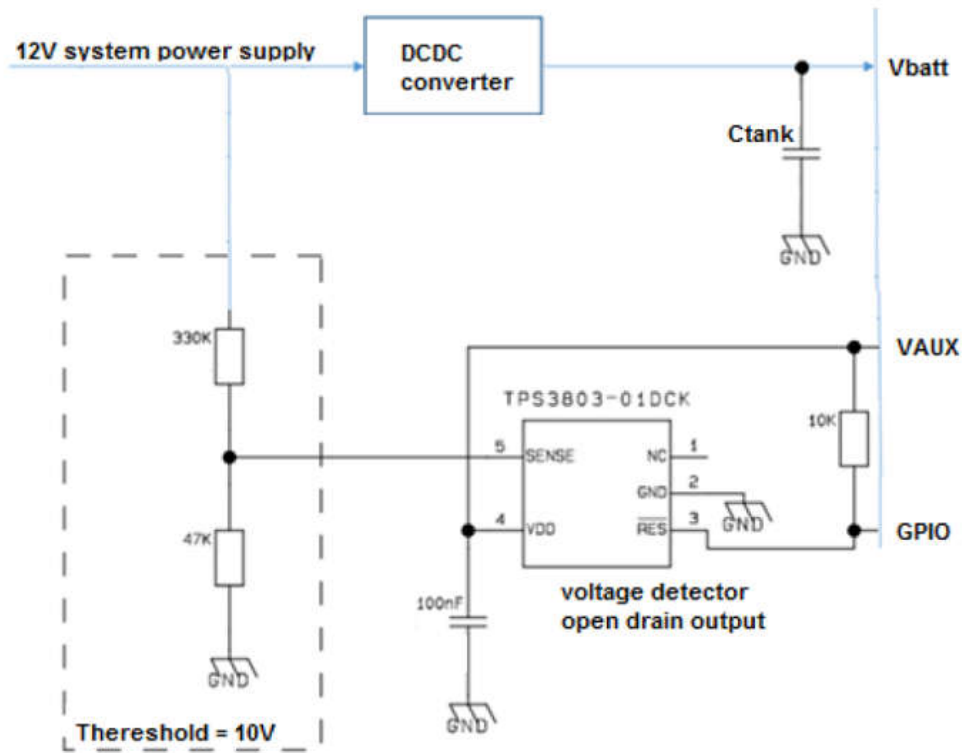 12V system power supply
DCDC
converter
Vbatt
Ctank
GND
330K
47K
GND
Thereshold = 10V
TPS3803-01DCK
5
SENSE
NC
1
GND
2
GND
4
VDD
RES
3
100nF
GND
voltage detector
open drain output
VAUX
10K
GPIO